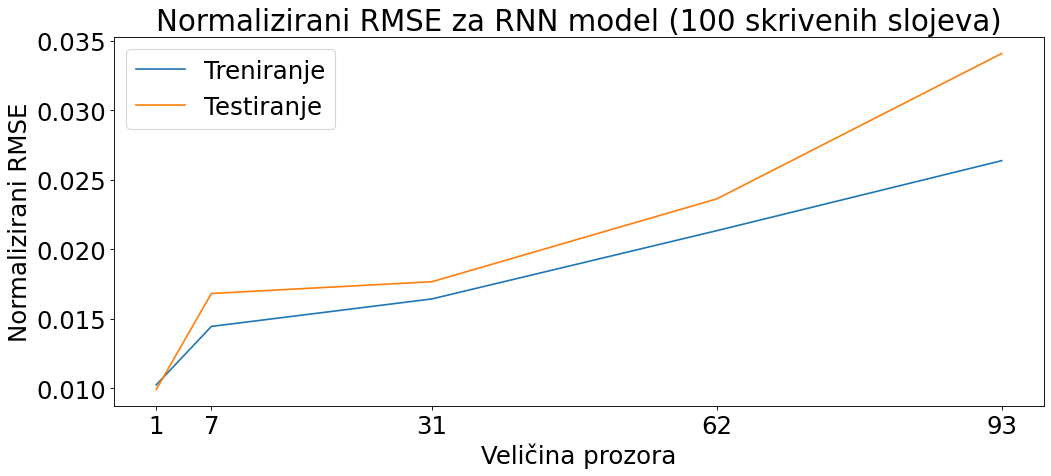 Normalizirani RMSE za RNN model (100 skrivenih slojeva)
0.035
0.030
0.025
0.020
0.015
0.010
Normalizirani RMSE
Treniranje
Testiranje
1 7 31 62 93
Veličina prozora